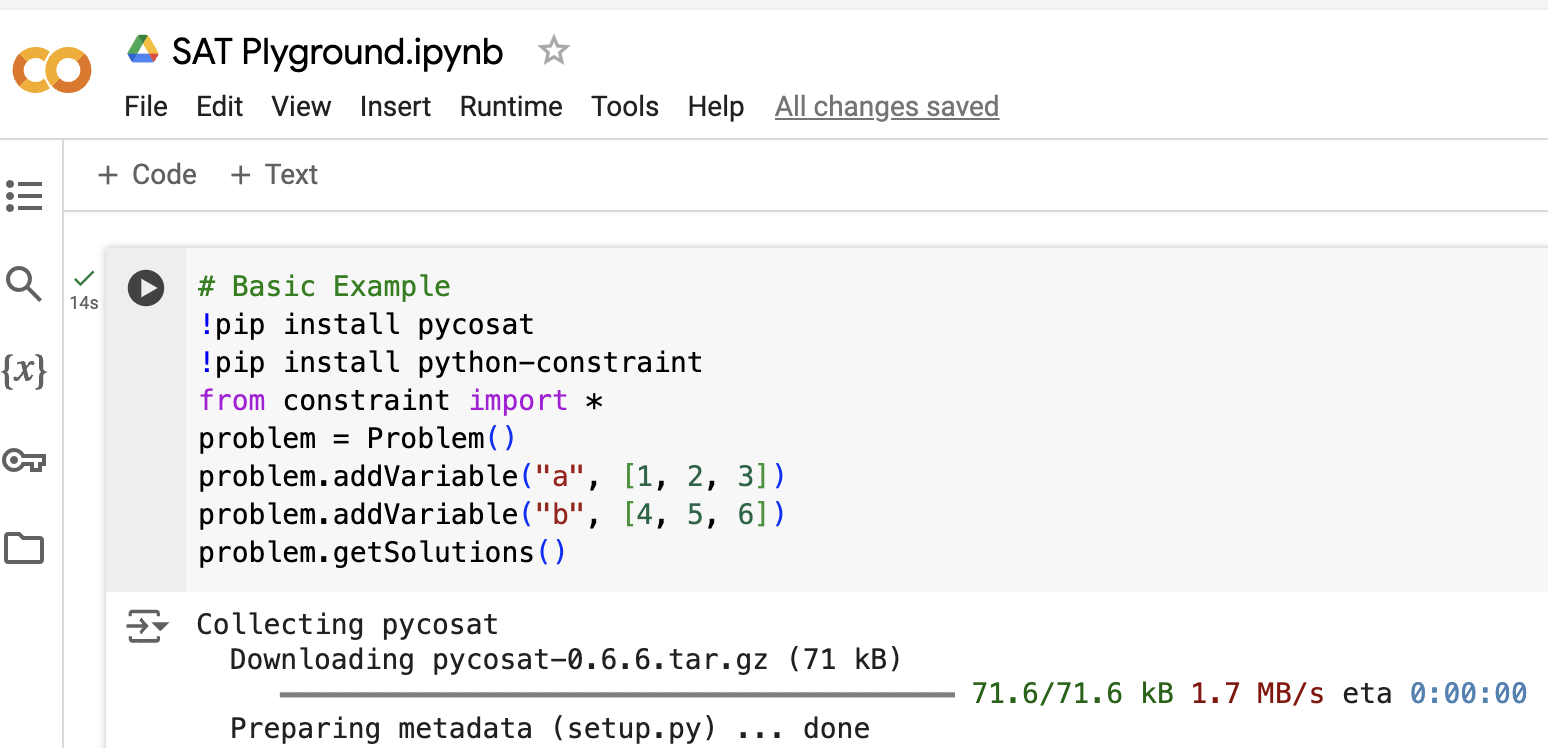 SAT Plyground.ipynb
File Edit View Insert Runtime Tools Help All changes saved
+ Code + Text
14s
# Basic Example
!pip install pycosat
!pip install python-constraint
from constraint import *
problem = Problem()
problem.addVariable("a", [1, 2, 3])
problem.addVariable("b", [4, 5, 6])
problem.getSolutions()
Collecting pycosat
Downloading pycosat-0.6.6.tar.gz (71 kB)
71.6/71.6 kB 1.7 MB/s eta 0:00:00
Preparing metadata (setup.py) ... done
{x}